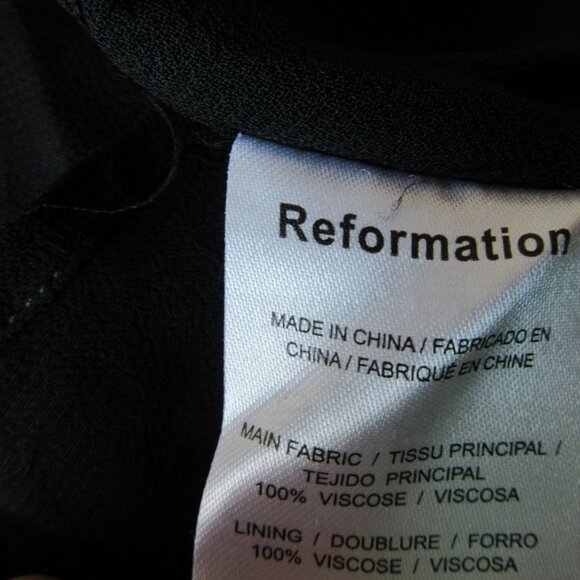 Reformation
MADE IN CHINA / FABRICADO EN
CHINA / FABRIQUÉ EN CHINE
MAIN FABRIC / TISSU PRINCIPAL /
TEJIDO PRINCIPAL
100% VISCOSE / VISCOSA
LINING / DOUBLURE / FORRO
100% VISCOSE / VISCOSA